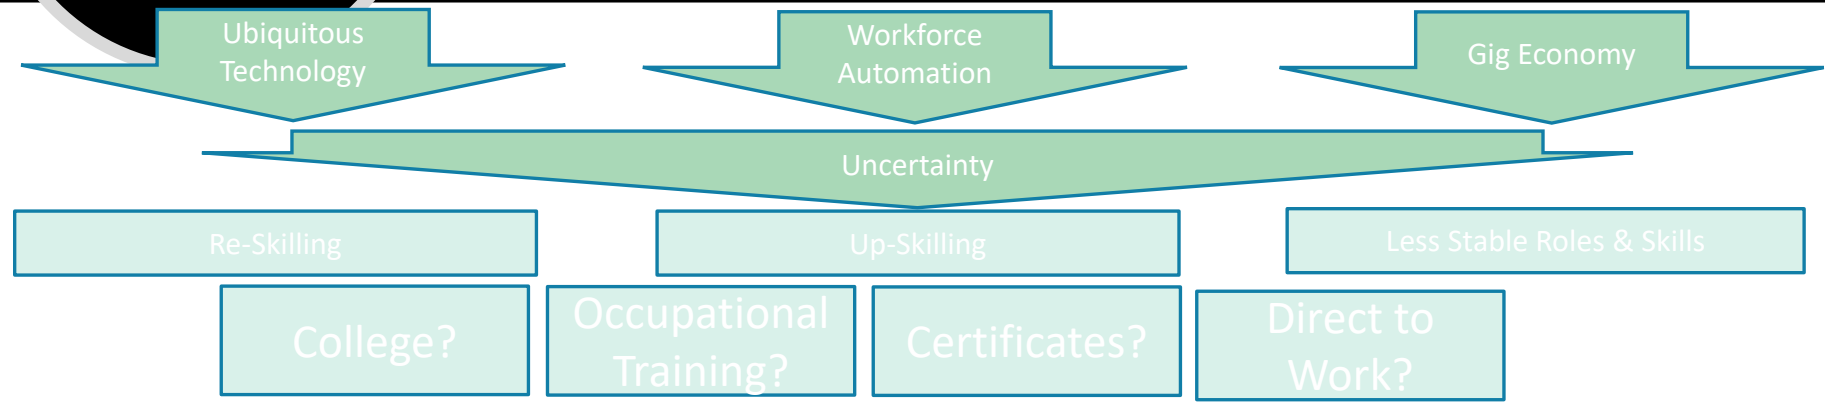 Ubiquitous
Technology
Workforce
Automation
Gig Economy
Uncertainty
Re-Skilling
Up-Skilling
Less Stable Roles & Skills
College?
Occupational
Training?
Certificates?
Direct to
Work?